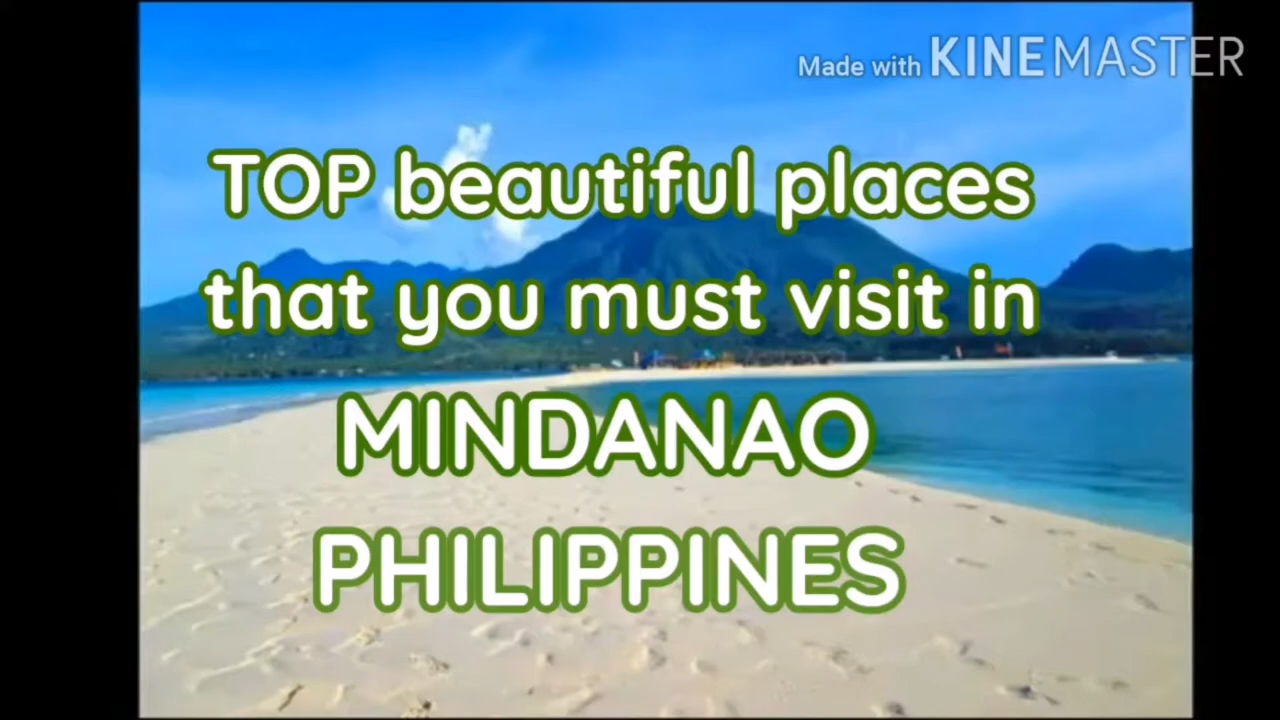 Made with KINEMASTER
TOP beautiful places
that you must visit in
MINDANAO
PHILIPPINES